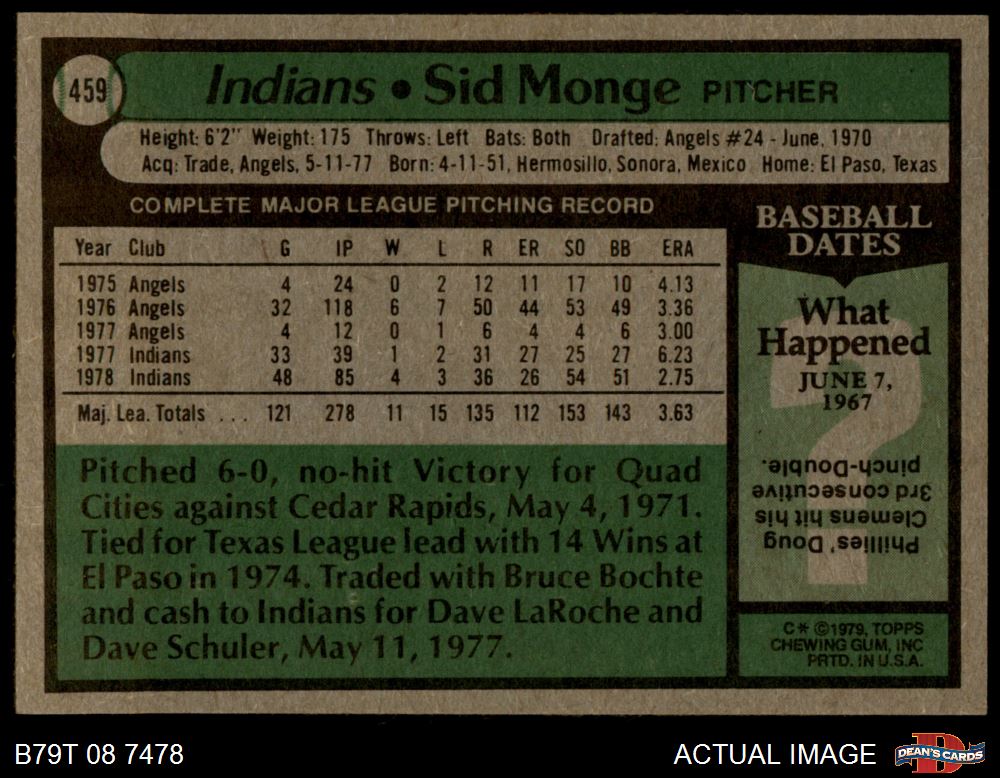 459
Indians • Sid Monge PITCHER
Height: 6'2" Weight: 175 Throws: Left Bats: Both Drafted: Angels #24 - June, 1970
Acq: Trade, Angels, 5-11-77 Born: 4-11-51, Hermosillo, Sonora, Mexico Home: El Paso, Texas
COMPLETE MAJOR LEAGUE PITCHING RECORD
Year Club G IP W L R ER SO BB ERA
1975 Angels 4 24 0 2 12 11 17 10 4.13
1976 Angels 32 118 6 7 50 44 53 49 3.36
1977 Angels 4 12 0 1 6 4 4 6 3.00
1977 Indians 33 39 1 2 31 27 25 27 6.23
1978 Indians 48 85 4 3 36 26 54 51 2.75
Maj. Lea. Totals . . . 121 278 11 15 135 112 153 143 3.63
Pitched 6-0, no-hit Victory for Quad
Cities against Cedar Rapids, May 4, 1971.
Tied for Texas League lead with 14 Wins at
El Paso in 1974. Traded with Bruce Bochte
and cash to Indians for Dave LaRoche and
Dave Schuler, May 11, 1977.
BASEBALL
DATES
What
Happened
JUNE 7,
1967
?
Phillies' Doug
Clemens hit his
3rd consecutive
pinch-Double.
C* ©1979, TOPPS
CHEWING GUM, INC
PRTD. IN U.S.A.
B79T 08 7478
ACTUAL IMAGE
DEAN'S CARDS